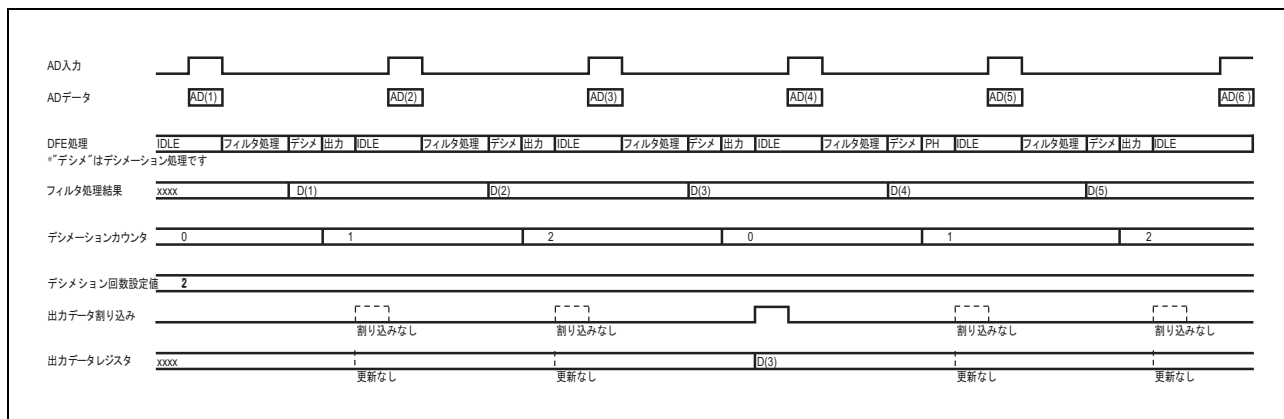 AD入力
ADデータ AD(1) AD(2) AD(3) AD(4) AD(5) AD(6 )
DFE処理 IDLE フィルタ処理 デシメ 出力 IDLE フィルタ処理 デシメ 出力 IDLE フィルタ処理 デシメ 出力 IDLE フィルタ処理 デシメ PH IDLE フィルタ処理 デシメ 出力 IDLE
*"デシメ"はデシメーション処理です
フィルタ処理結果 xxxx D(1) D(2) D(3) D(4) D(5)
デシメーションカウンタ 0 1 2 0 1 2
デシメション回数設定値 2
出力データ割り込み
割り込みなし 割り込みなし 割り込みなし 割り込みなし
出力データレジスタ xxxx D(3)
更新なし 更新なし 更新なし 更新なし